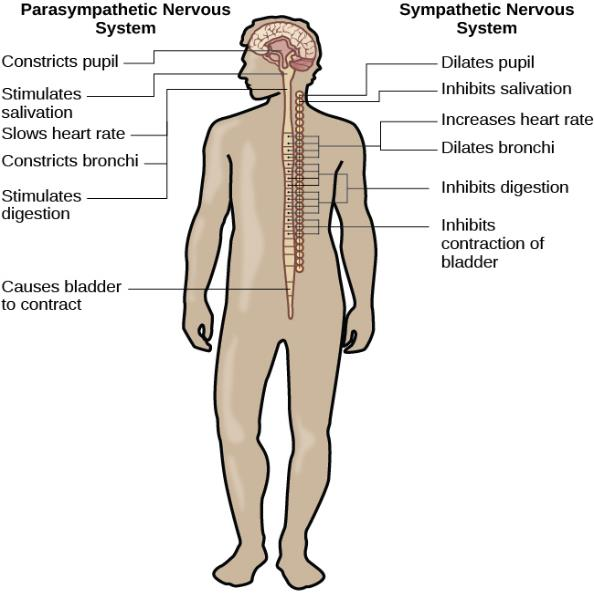 Parasympathetic Nervous
System
Constricts pupil
Stimulates
salivation
Slows heart rate
Constricts bronchi
Stimulates
digestion
Causes bladder
to contract
Sympathetic Nervous
System
Dilates pupil
Inhibits salivation
Increases heart rate
Dilates bronchi
Inhibits digestion
Inhibits
contraction of
bladder